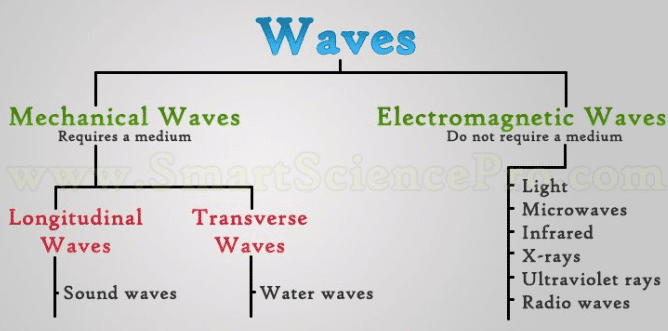 Waves
Mechanical Waves
Requires a medium
Electromagnetic Waves
Do not require a medium
www.SmartSciencePro.com
Longitudinal
Waves
Transverse
Waves
Sound waves
Water waves
Light
Microwaves
Infrared
X-rays
Ultraviolet rays
Radio waves